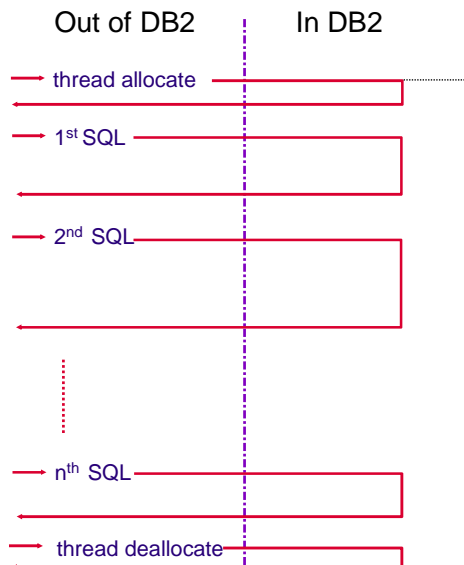 Out of DB2 In DB2
thread allocate
1st SQL
2nd SQL
nth SQL
thread deallocate